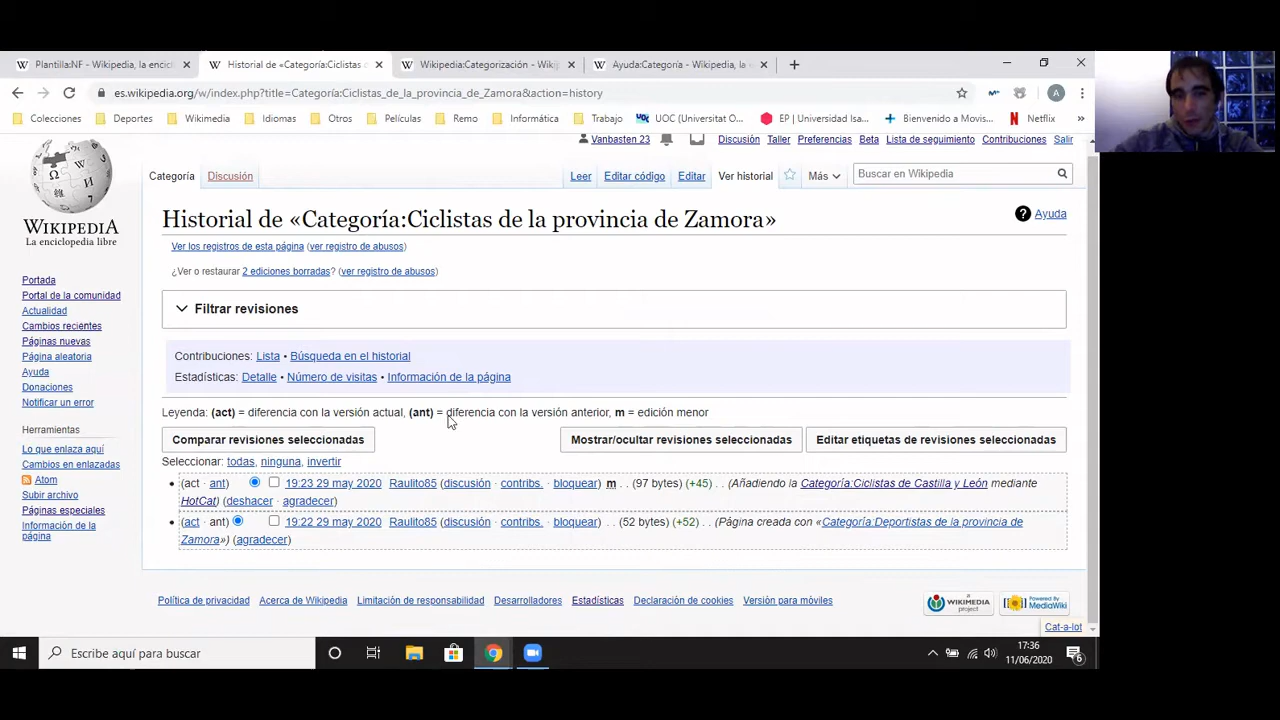 Plantilla:NF - Wikipedia, la encicl
Historial de «Categoría:Ciclistas d
Wikipedia:Categorización - Wikip
Ayuda:Categoría - Wikipedia, la
es.wikipedia.org/w/index.php?title=Categoría:Ciclistas_de_la_provincia_de_Zamora&action=history
A
Colecciones Deportes Wikimedia Idiomas Otros Películas Remo Informática Trabajo UOC (Universitat O... EP | Universidad Isa... Bienvenido a Movis... Netflix »
Vanbasten 23 Discusión Taller Preferencias Beta Lista de seguimiento Contribuciones Salir
Categoría Discusión Leer Editar código Editar Ver historial Más Buscar en Wikipedia
WIKIPEDIA
La enciclopedia libre
Portada
Portal de la comunidad
Actualidad
Cambios recientes
Páginas nuevas
Página aleatoria
Ayuda
Donaciones
Notificar un error
Herramientas
Lo que enlaza aquí
Cambios en enlazadas
Atom
Subir archivo
Páginas especiales
Información de la
página
Historial de «Categoría:Ciclistas de la provincia de Zamora»
Ayuda
Ver los registros de esta página (ver registro de abusos)
¿Ver o restaurar 2 ediciones borradas? (ver registro de abusos)
Filtrar revisiones
Contribuciones: Lista • Búsqueda en el historial
Estadísticas: Detalle • Número de visitas • Información de la página
Leyenda: (act) = diferencia con la versión actual, (ant) = diferencia con la versión anterior, m = edición menor
Comparar revisiones seleccionadas Mostrar/ocultar revisiones seleccionadas Editar etiquetas de revisiones seleccionadas
Seleccionar: todas, ninguna, invertir
(act · ant) 19:23 29 may 2020 Raulito85 (discusión · contribs. · bloquear) m . . (97 bytes) (+45) . . (Añadiendo la Categoría:Ciclistas de Castilla y León mediante
HotCat) (deshacer · agradecer)
(act · ant) 19:22 29 may 2020 Raulito85 (discusión · contribs. · bloquear) . . (52 bytes) (+52) . . (Página creada con «Categoría:Deportistas de la provincia de
Zamora») (agradecer)
Política de privacidad Acerca de Wikipedia Limitación de responsabilidad Desarrolladores Estadísticas Declaración de cookies Versión para móviles
A WIKIMEDIA project
Powered By MediaWiki
Cat-a-lot
Escribe aquí para buscar
17:36
11/06/2020
6